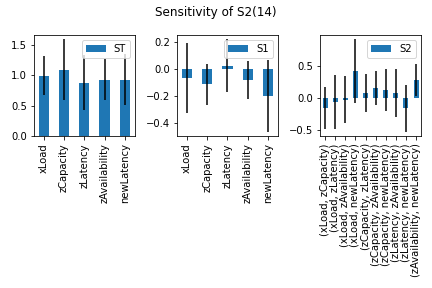 Sensitivity of S2(14)
ST
1.5
1.0
0.5
0.0
xLoad
zCapacity
zLatency
zAvailability
newLatency
S1
0.2
0.0
−0.2
−0.4
xLoad
zCapacity
zLatency
zAvailability
newLatency
S2
0.5
0.0
−0.5
(xLoad, zCapacity)
(xLoad, zLatency)
(xLoad, zAvailability)
(xLoad, newLatency)
(zCapacity, zLatency)
(zCapacity, zAvailability)
(zCapacity, newLatency)
(zLatency, zAvailability)
(zLatency, newLatency)
(zAvailability, newLatency)